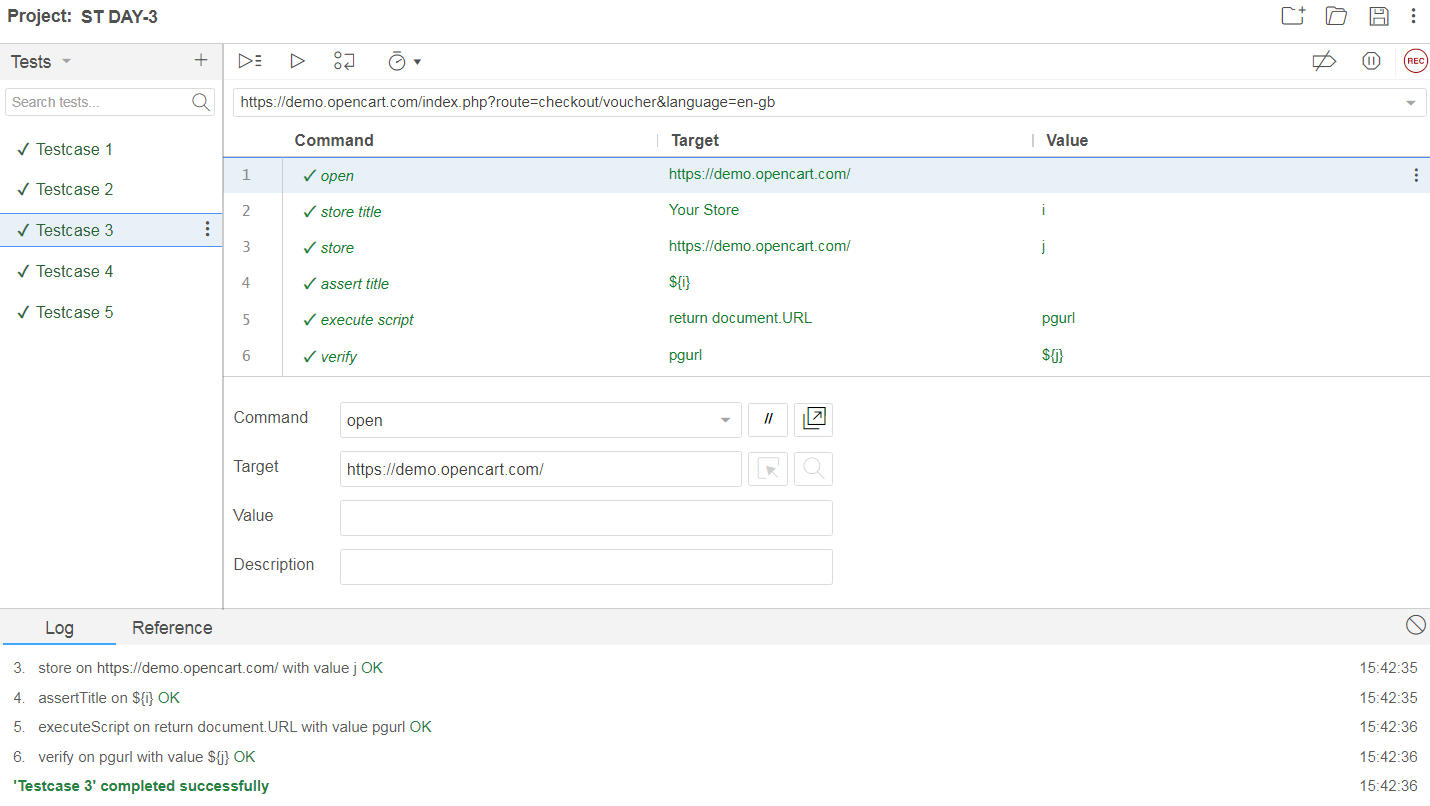 Project: ST DAY-3
Tests
Search tests...
✓ Testcase 1
✓ Testcase 2
✓ Testcase 3
✓ Testcase 4
✓ Testcase 5
REC
https://demo.opencart.com/index.php?route=checkout/voucher&language=en-gb
Command Target Value
1 ✓ open https://demo.opencart.com/
2 ✓ store title Your Store i
3 ✓ store https://demo.opencart.com/ j
4 ✓ assert title ${i}
5 ✓ execute script return document.URL pgurl
6 ✓ verify pgurl ${j}
Command open //
Target https://demo.opencart.com/
Value
Description
Log Reference
3. store on https://demo.opencart.com/ with value j OK 15:42:35
4. assertTitle on ${i} OK 15:42:35
5. executeScript on return document.URL with value pgurl OK 15:42:36
6. verify on pgurl with value ${j} OK 15:42:36
'Testcase 3' completed successfully 15:42:36